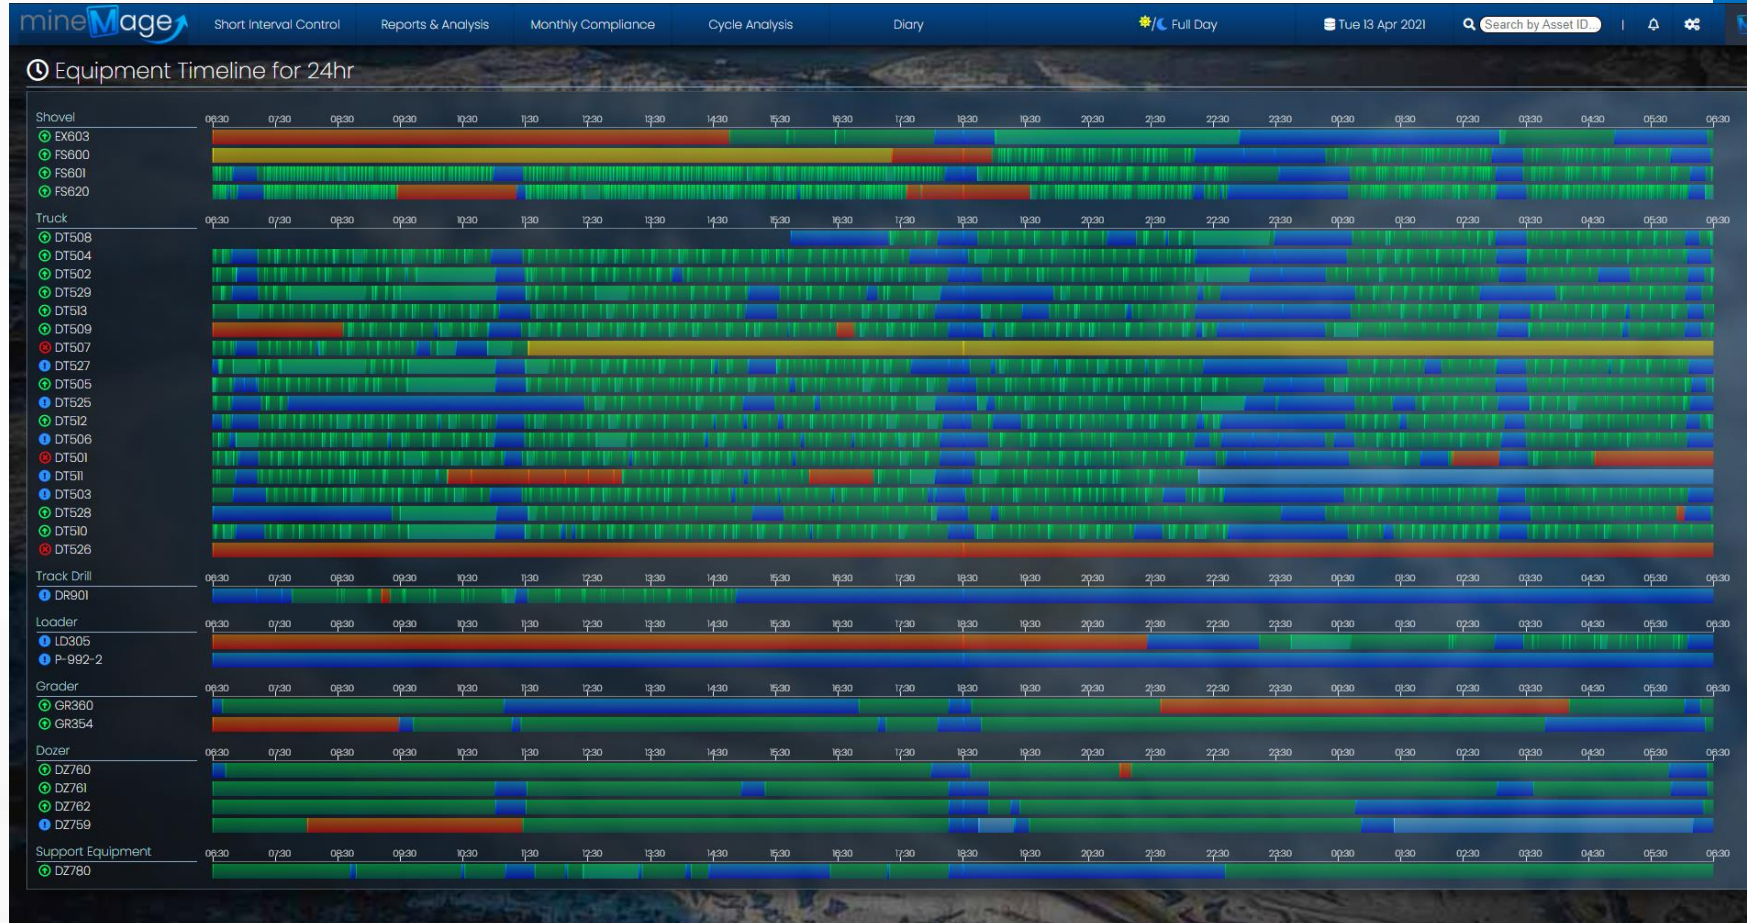 mineMage Short Interval Control Reports & Analysis Monthly Compliance Cycle Analysis Diary / Full Day Tue 13 Apr 2021 Search by Asset ID... |
Equipment Timeline for 24hr
Shovel 06:30 07:30 08:30 09:30 10:30 11:30 12:30 13:30 14:30 15:30 16:30 17:30 18:30 19:30 20:30 21:30 22:30 23:30 00:30 01:30 02:30 03:30 04:30 05:30 06:30
EX603
FS600
FS601
FS620
Truck 06:30 07:30 08:30 09:30 10:30 11:30 12:30 13:30 14:30 15:30 16:30 17:30 18:30 19:30 20:30 21:30 22:30 23:30 00:30 01:30 02:30 03:30 04:30 05:30 06:30
DT508
DT504
DT502
DT529
DT513
DT509
DT507
DT527
DT505
DT525
DT512
DT506
DT501
DT511
DT503
DT528
DT510
DT526
Track Drill 06:30 07:30 08:30 09:30 10:30 11:30 12:30 13:30 14:30 15:30 16:30 17:30 18:30 19:30 20:30 21:30 22:30 23:30 00:30 01:30 02:30 03:30 04:30 05:30 06:30
DR901
Loader 06:30 07:30 08:30 09:30 10:30 11:30 12:30 13:30 14:30 15:30 16:30 17:30 18:30 19:30 20:30 21:30 22:30 23:30 00:30 01:30 02:30 03:30 04:30 05:30 06:30
LD305
P-992-2
Grader 06:30 07:30 08:30 09:30 10:30 11:30 12:30 13:30 14:30 15:30 16:30 17:30 18:30 19:30 20:30 21:30 22:30 23:30 00:30 01:30 02:30 03:30 04:30 05:30 06:30
GR360
GR354
Dozer 06:30 07:30 08:30 09:30 10:30 11:30 12:30 13:30 14:30 15:30 16:30 17:30 18:30 19:30 20:30 21:30 22:30 23:30 00:30 01:30 02:30 03:30 04:30 05:30 06:30
DZ760
DZ761
DZ762
DZ759
Support Equipment 06:30 07:30 08:30 09:30 10:30 11:30 12:30 13:30 14:30 15:30 16:30 17:30 18:30 19:30 20:30 21:30 22:30 23:30 00:30 01:30 02:30 03:30 04:30 05:30 06:30
DZ780